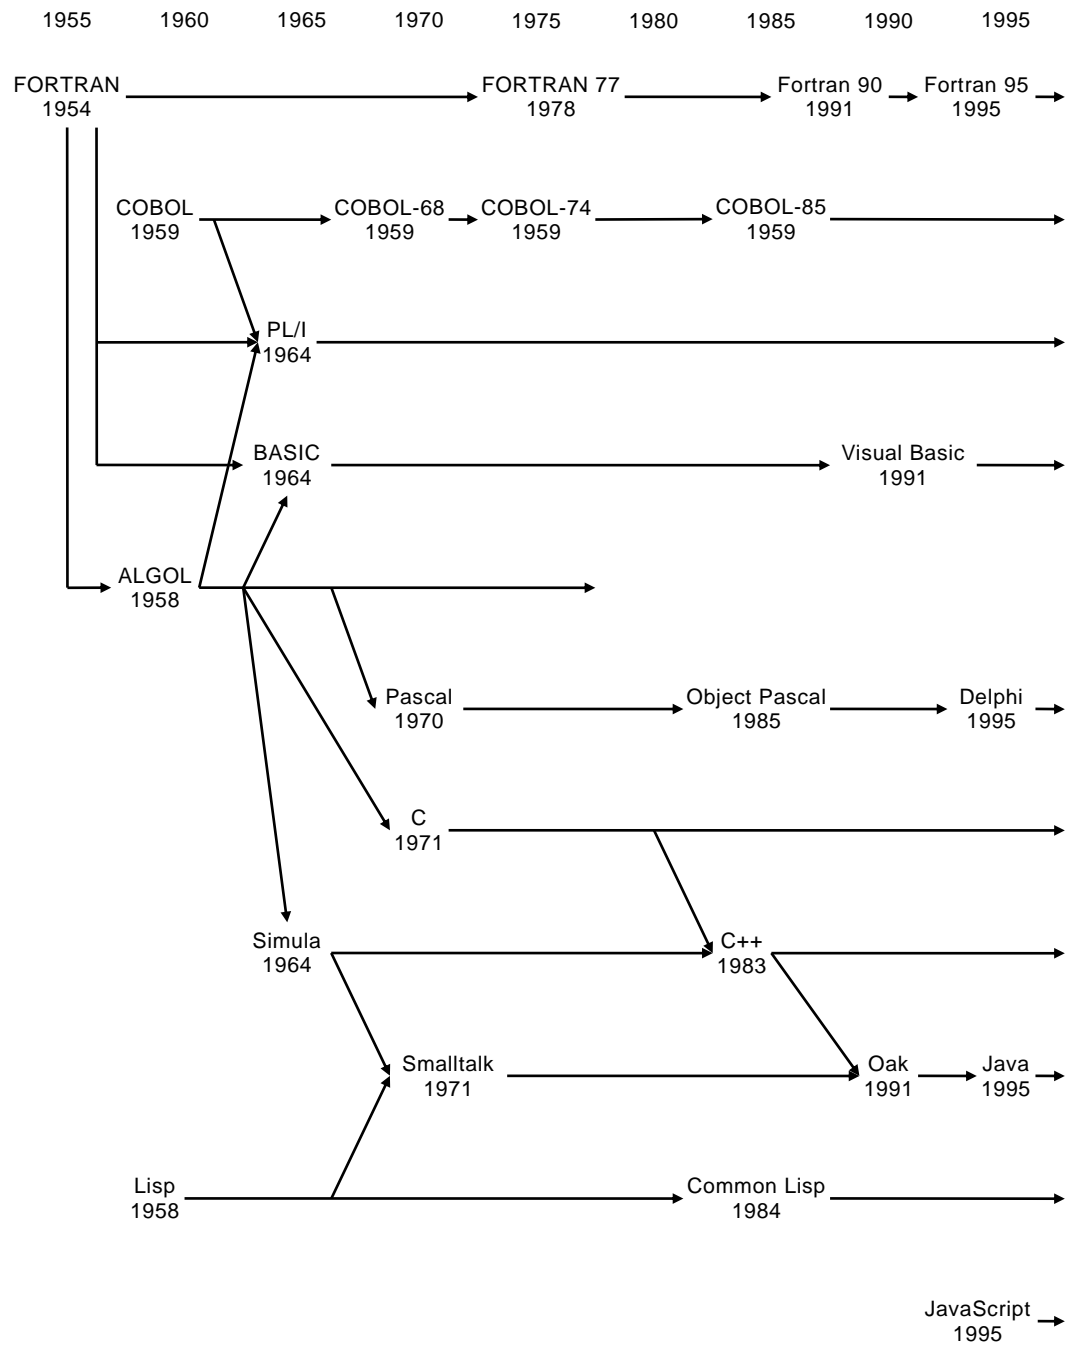 1955 1960 1965 1970 1975 1980 1985 1990 1995
FORTRAN FORTRAN 77 Fortran 90 Fortran 95
1954 1978 1991 1995
COBOL COBOL-68 COBOL-74 COBOL-85
1959 1959 1959 1959
PL/I
1964
BASIC Visual Basic
1964 1991
ALGOL
1958
Pascal Object Pascal Delphi
1970 1985 1995
C
1971
Simula C++
1964 1983
Smalltalk Oak Java
1971 1991 1995
Lisp Common Lisp
1958 1984
JavaScript
1995